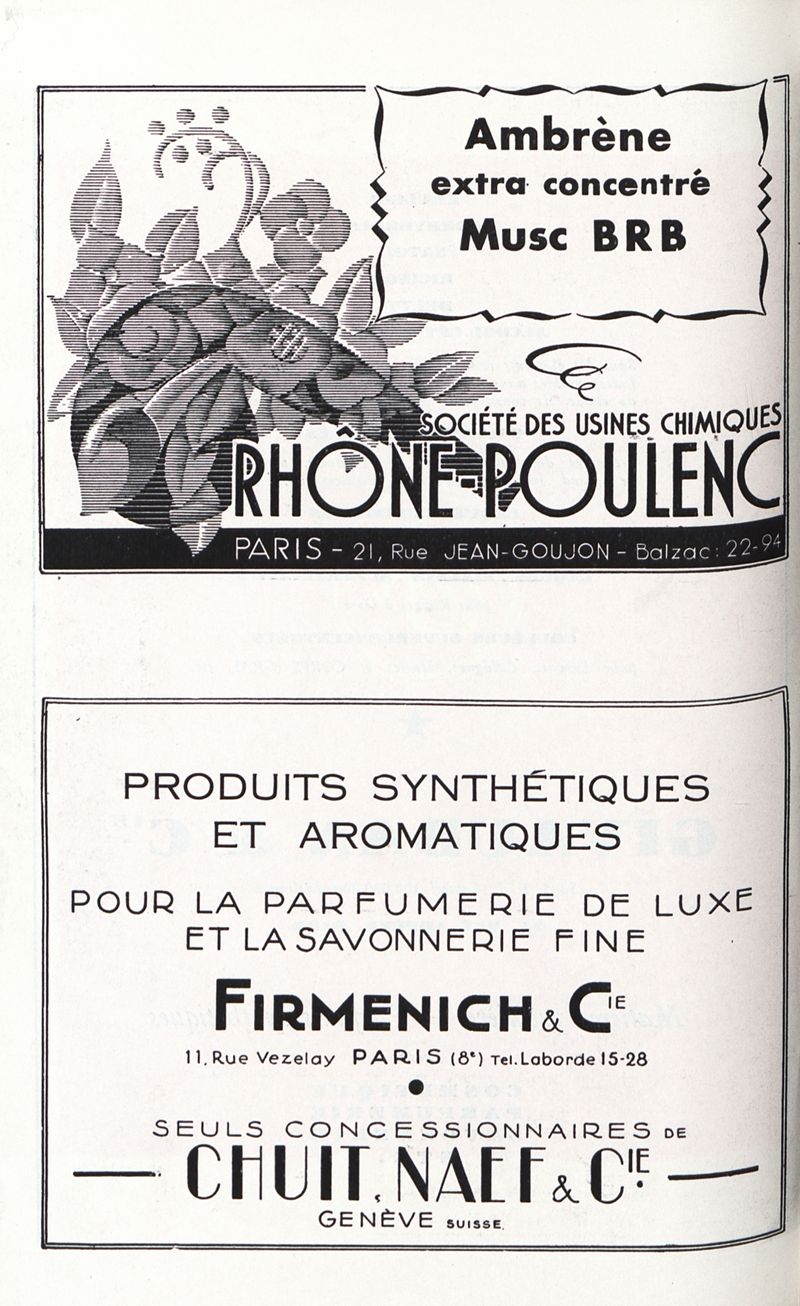 Ambrène
extra concentré
Musc BRB
SOCIÉTÉ DES USINES CHIMIQUES
RHÔNE-POULENC
PARIS - 21, Rue JEAN-GOUJON - Balzac: 22-94
PRODUITS SYNTHÉTIQUES
ET AROMATIQUES
POUR LA PARFUMERIE DE LUXE
ET LA SAVONNERIE FINE
FIRMENICH & CIE
11, Rue Vezelay PARIS (8e) TEL. Laborde 15-28
SEULS CONCESSIONNAIRES DE
CHUIT, NAEF & CIE
GENÈVE SUISSE.